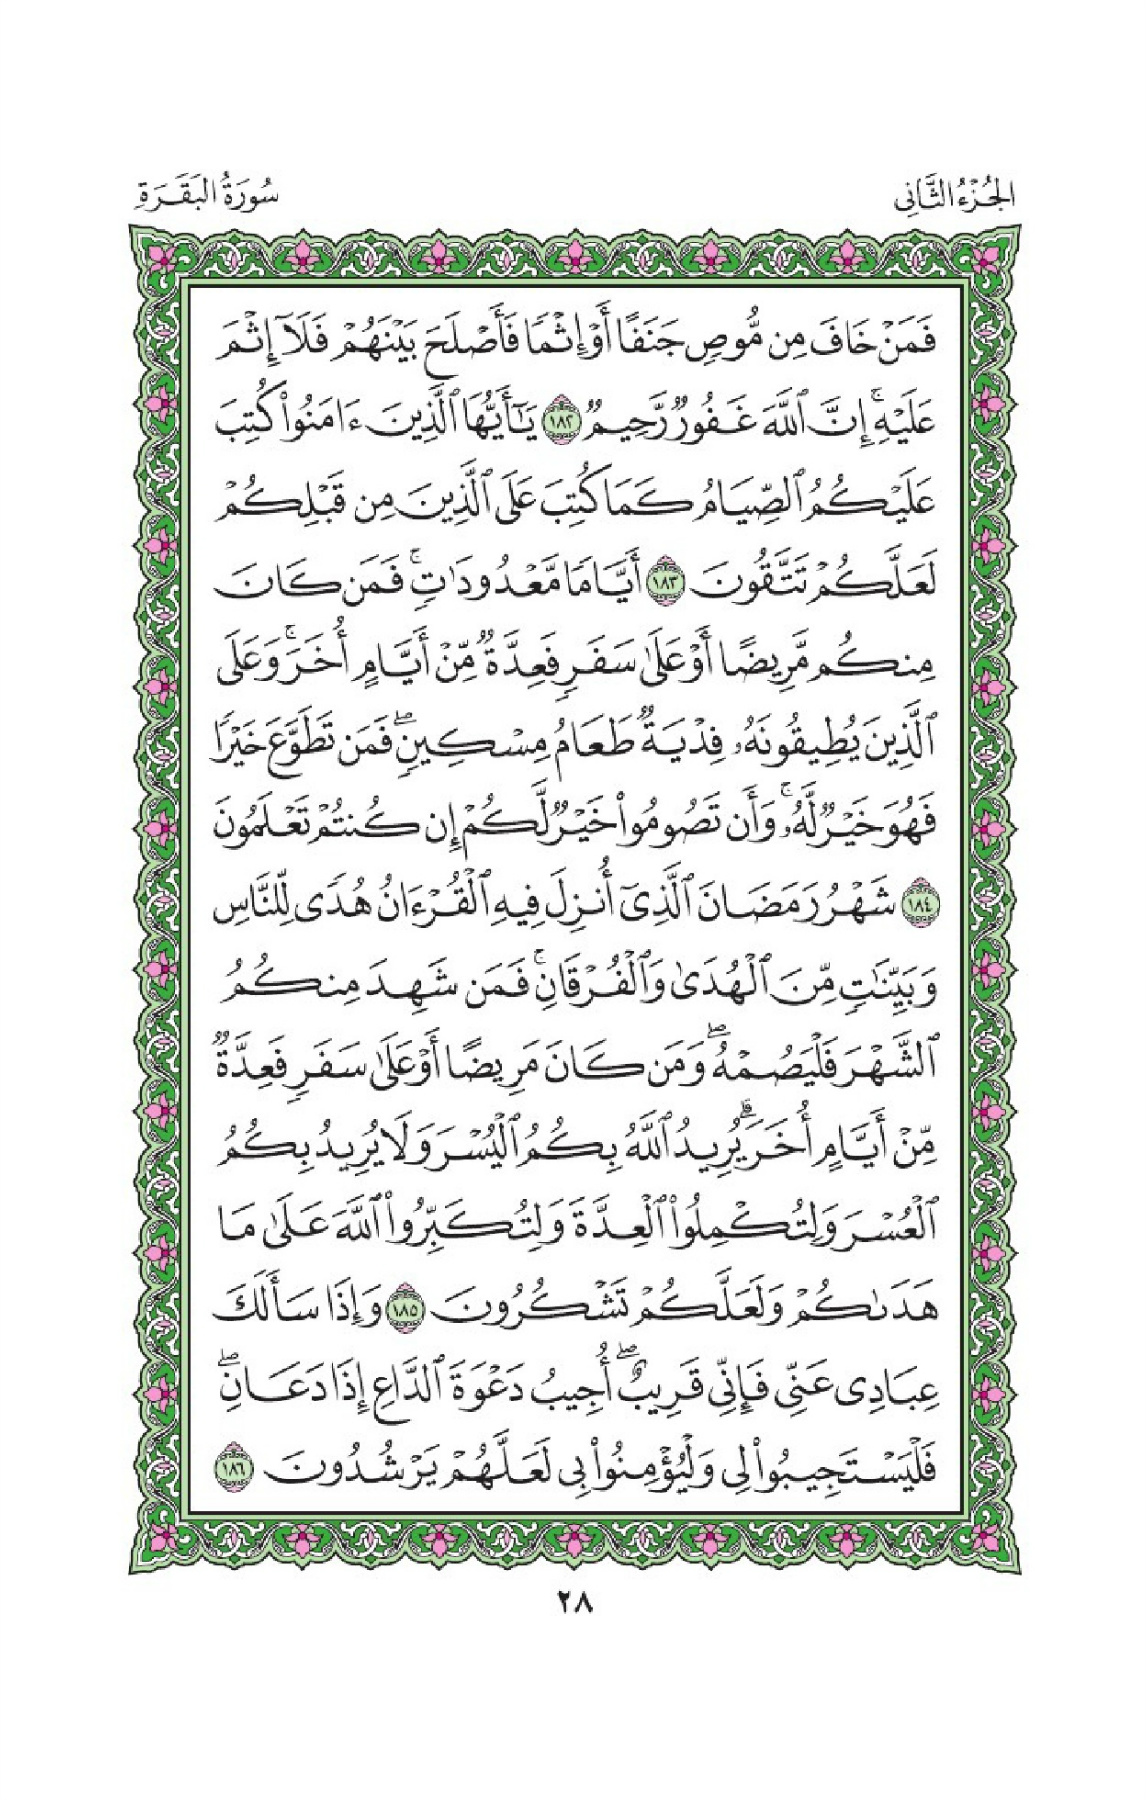 الجُزْءُ الثَّانِي
سُورَةُ البَقَرَةِ
فَمَنْ خَافَ مِن مُّوصٍ جَنَفًا أَوْ إِثْمًا فَأَصْلَحَ بَيْنَهُمْ فَلَآ إِثْمَ
عَلَيْهِ ۚ إِنَّ ٱللَّهَ غَفُورٌ رَّحِيمٌ ١٨٢ يَٰٓأَيُّهَا ٱلَّذِينَ ءَامَنُوا۟ كُتِبَ
عَلَيْكُمُ ٱلصِّيَامُ كَمَا كُتِبَ عَلَى ٱلَّذِينَ مِن قَبْلِكُمْ
لَعَلَّكُمْ تَتَّقُونَ ١٨٣ أَيَّامًا مَّعْدُودَٰتٍ ۚ فَمَن كَانَ
مِنكُم مَّرِيضًا أَوْ عَلَىٰ سَفَرٍ فَعِدَّةٌ مِّنْ أَيَّامٍ أُخَرَ ۚ وَعَلَى
ٱلَّذِينَ يُطِيقُونَهُۥ فِدْيَةٌ طَعَامُ مِسْكِينٍ ۖ فَمَن تَطَوَّعَ خَيْرًا
فَهُوَ خَيْرٌ لَّهُۥ ۚ وَأَن تَصُومُوا۟ خَيْرٌ لَّكُمْ إِن كُنتُمْ تَعْلَمُونَ
١٨٤ شَهْرُ رَمَضَانَ ٱلَّذِىٓ أُنزِلَ فِيهِ ٱلْقُرْءَانُ هُدًى لِّلنَّاسِ
وَبَيِّنَٰتٍ مِّنَ ٱلْهُدَىٰ وَٱلْفُرْقَانِ ۚ فَمَن شَهِدَ مِنكُمُ
ٱلشَّهْرَ فَلْيَصُمْهُ ۖ وَمَن كَانَ مَرِيضًا أَوْ عَلَىٰ سَفَرٍ فَعِدَّةٌ
مِّنْ أَيَّامٍ أُخَرَ ۗ يُرِيدُ ٱللَّهُ بِكُمُ ٱلْيُسْرَ وَلَا يُرِيدُ بِكُمُ
ٱلْعُسْرَ وَلِتُكْمِلُوا۟ ٱلْعِدَّةَ وَلِتُكَبِّرُوا۟ ٱللَّهَ عَلَىٰ مَا
هَدَىٰكُمْ وَلَعَلَّكُمْ تَشْكُرُونَ ١٨٥ وَإِذَا سَأَلَكَ
عِبَادِى عَنِّى فَإِنِّى قَرِيبٌ ۖ أُجِيبُ دَعْوَةَ ٱلدَّاعِ إِذَا دَعَانِ ۖ
فَلْيَسْتَجِيبُوا۟ لِى وَلْيُؤْمِنُوا۟ بِى لَعَلَّهُمْ يَرْشُدُونَ ١٨٦
٢٨